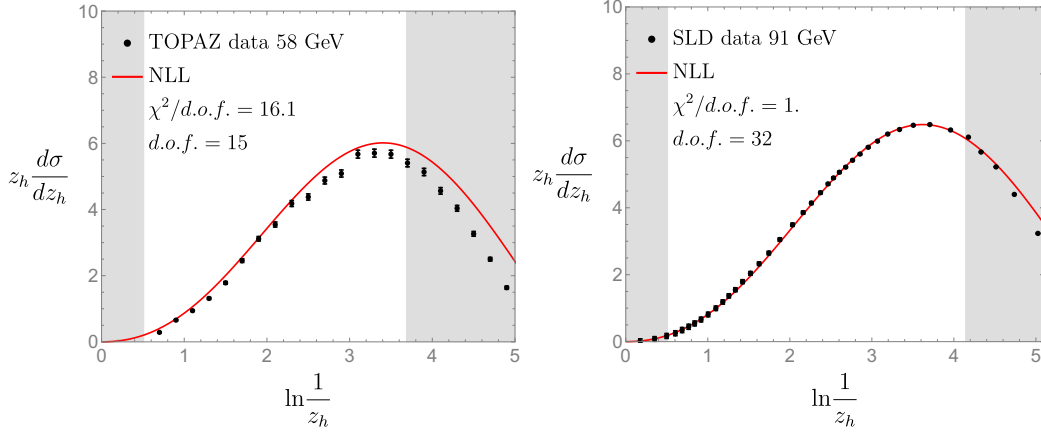 10
8
6
4
2
0
z_h dσ/dz_h
TOPAZ data 58 GeV
NLL
χ²/d.o.f. = 16.1
d.o.f. = 15
0 1 2 3 4 5
ln 1/z_h
10
8
6
4
2
0
z_h dσ/dz_h
SLD data 91 GeV
NLL
χ²/d.o.f. = 1.
d.o.f. = 32
0 1 2 3 4 5
ln 1/z_h